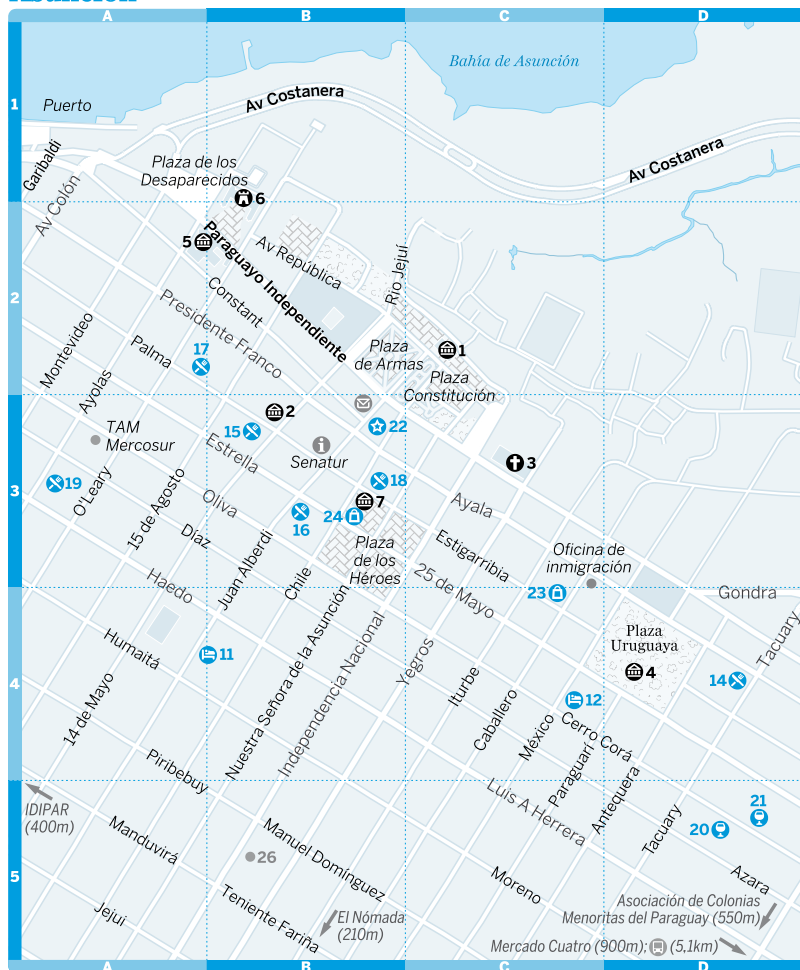 A
B
C
D
1
Bahía de Asunción
Puerto
Av Costanera
Av Costanera
Garibaldi
Plaza de los
Desaparecidos
6
Av Colón
5
Paraguayo Independiente
Av República
Río Jejuí
2
Constant
Presidente Franco
Montevideo
Palma
17
Plaza
de Armas
1
Plaza
Constitución
Ayolas
2
TAM
Mercosur
15
22
Estrella
Senatur
3
3
19
O'Leary
15 de Agosto
Oliva
18
7
24
16
Ayala
Díaz
Juan Alberdi
Plaza
de los
Héroes
Estigarribia
Oficina de
inmigración
Haedo
Chile
25 de Mayo
23
Gondra
Nuestra Señora de la Asunción
Independencia Nacional
Plaza
Uruguaya
Tacuary
Humaitá
11
Yegros
4
4
14
14 de Mayo
Iturbe
Caballero
México
12
Cerro Corá
Piribebuy
Paraguarí
Antequera
IDIPAR
(400m)
Luis A Herrera
Tacuary
21
20
Manduvirá
Manuel Domínguez
26
5
Azara
Moreno
Teniente Fariña
Jejui
El Nómada
(210m)
Asociación de Colonias
Menoritas del Paraguay (550m)
Mercado Cuatro (900m); (5,1km)